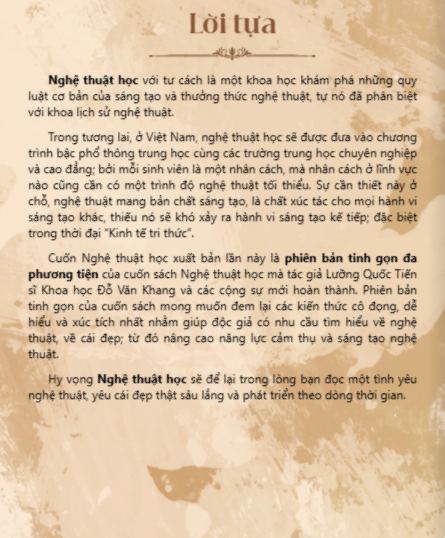 Lời tựa
Nghệ thuật học với tư cách là một khoa học khám phá những quy
luật cơ bản của sáng tạo và thưởng thức nghệ thuật, tự nó đã phân biệt
với khoa lịch sử nghệ thuật.
Trong tương lai, ở Việt Nam, nghệ thuật học sẽ được đưa vào chương
trình bậc phổ thông trung học cùng các trường trung học chuyên nghiệp
và cao đẳng; bởi mỗi sinh viên là một nhân cách, mà nhân cách ở lĩnh vực
nào cũng cần có một trình độ nghệ thuật tối thiểu. Sự cần thiết này ở
chỗ, nghệ thuật mang bản chất sáng tạo, là chất xúc tác cho mọi hành vi
sáng tạo khác, thiếu nó sẽ khó xảy ra hành vi sáng tạo kế tiếp; đặc biệt
trong thời đại “Kinh tế tri thức”.
Cuốn Nghệ thuật học xuất bản lần này là phiên bản tinh gọn đa
phương tiện của cuốn sách Nghệ thuật học mà tác giả Lưỡng Quốc Tiến
sĩ Khoa học Đỗ Văn Khang và các cộng sự mới hoàn thành. Phiên bản
tinh gọn của cuốn sách mong muốn đem lại các kiến thức cô đọng, dễ
hiểu và xúc tích nhất nhằm giúp độc giả có nhu cầu tìm hiểu về nghệ
thuật, về cái đẹp; từ đó nâng cao năng lực cảm thụ và sáng tạo nghệ
thuật.
Hy vọng Nghệ thuật học sẽ để lại trong lòng bạn đọc một tình yêu
nghệ thuật, yêu cái đẹp thật sâu lắng và phát triển theo dòng thời gian.